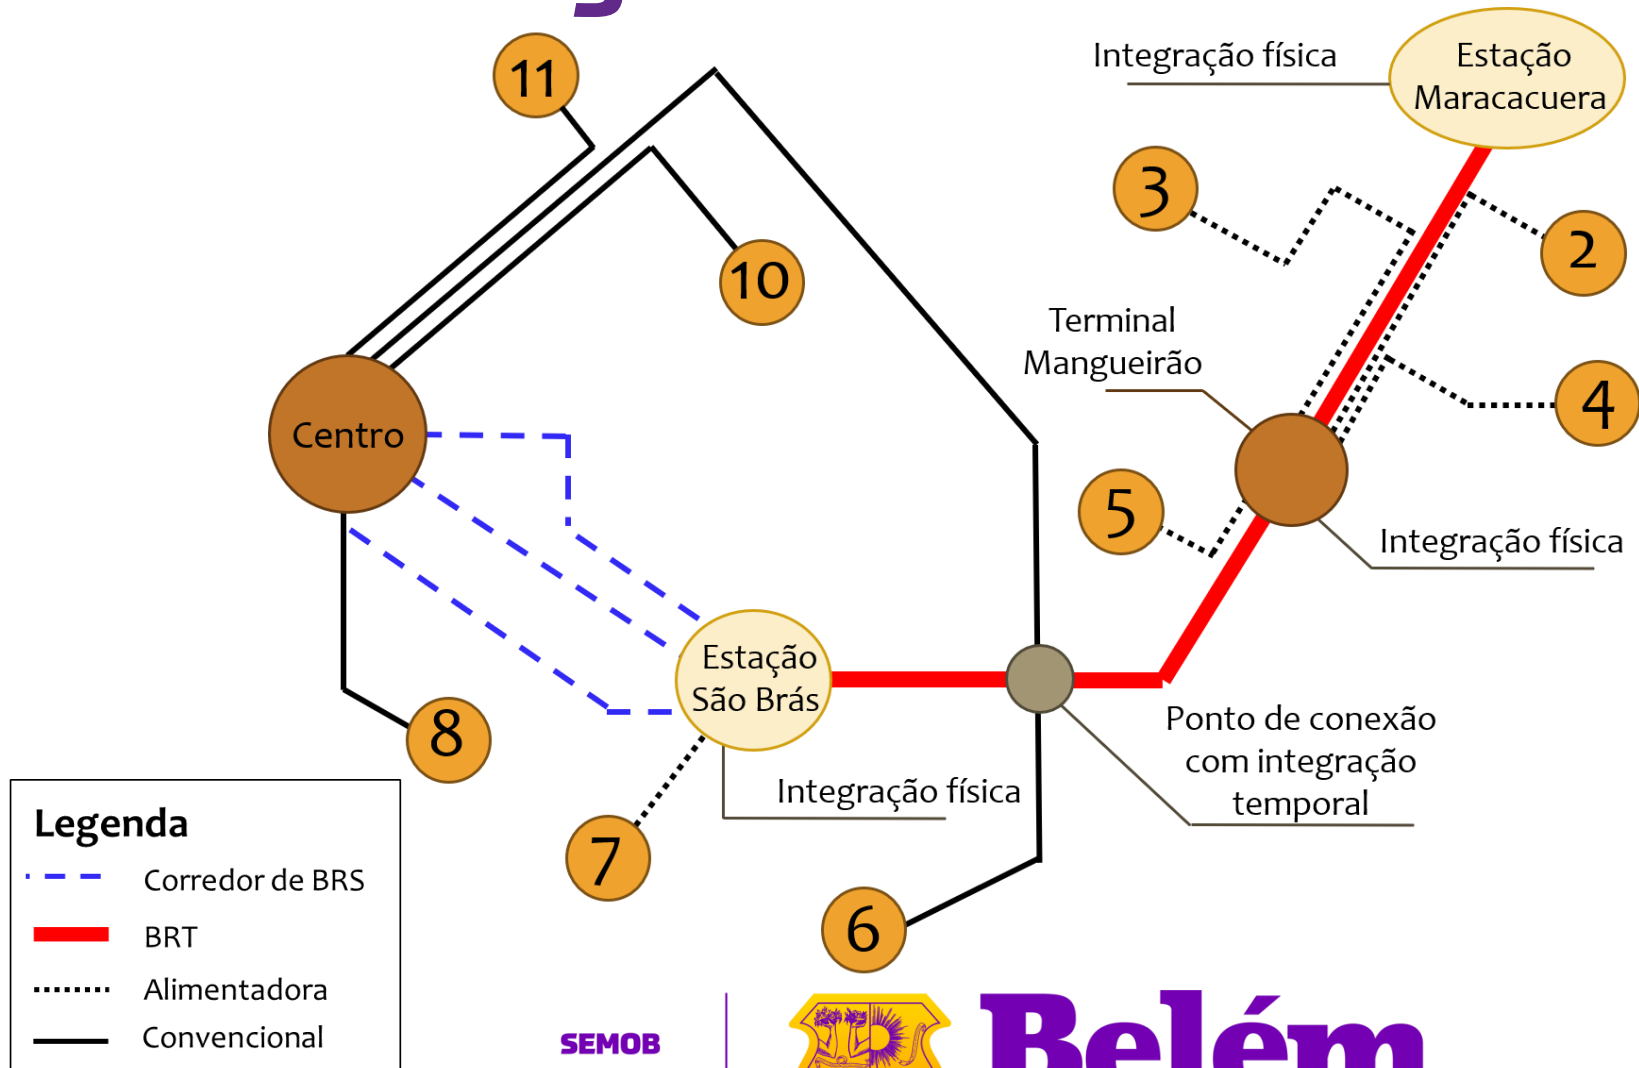 11
Integração física
Estação
Maracacuera
3
2
10
Terminal
Mangueirão
4
Centro
5
Integração física
Estação
São Brás
Ponto de conexão
com integração
temporal
8
Integração física
7
6
Legenda
Corredor de BRS
BRT
Alimentadora
Convencional
SEMOB
Belém